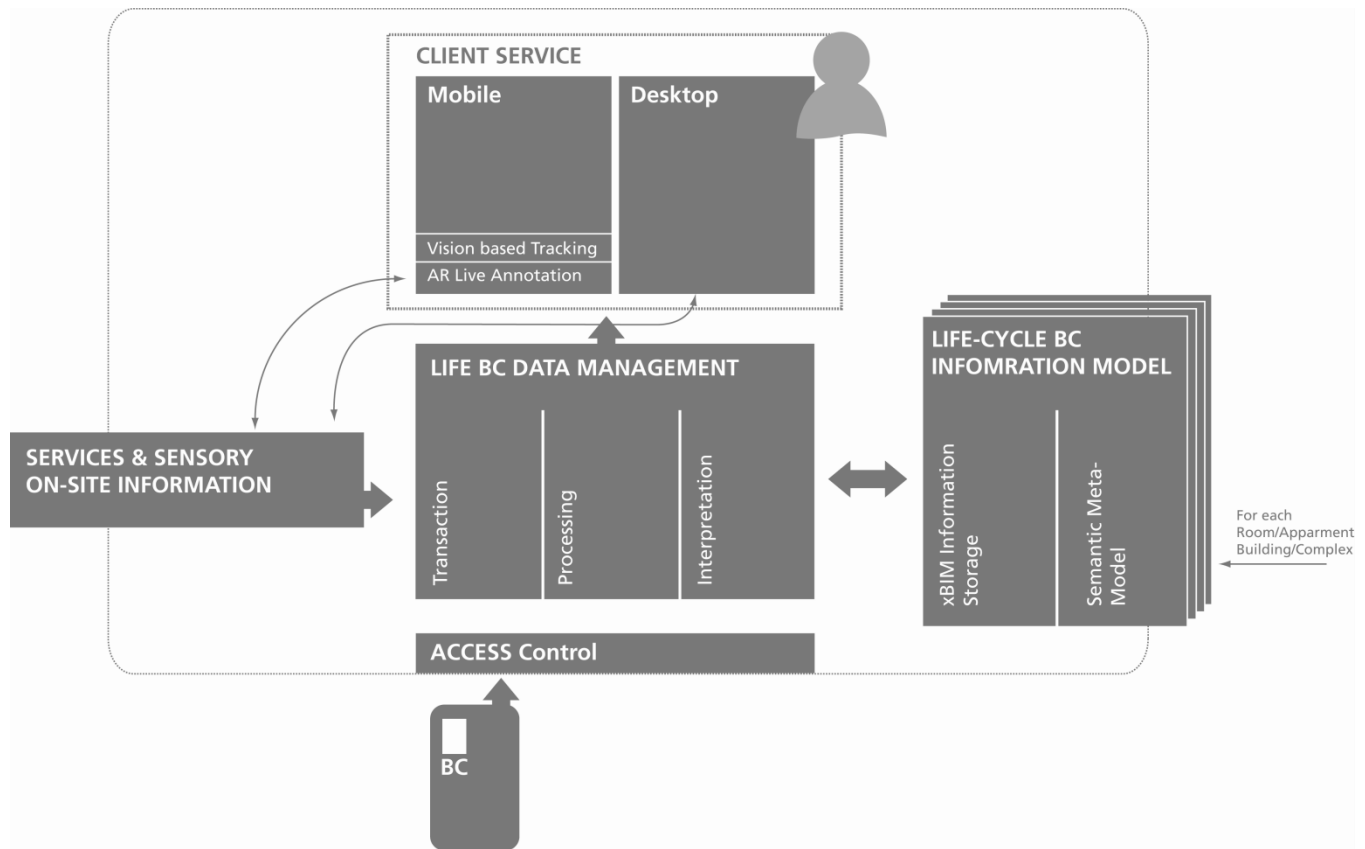 CLIENT SERVICE
Mobile
Desktop
Vision based Tracking
AR Live Annotation
LIFE BC DATA MANAGEMENT
Transaction
Processing
Interpretation
SERVICES & SENSORY
ON-SITE INFORMATION
LIFE-CYCLE BC
INFOMRATION MODEL
xBIM Information
Storage
Semantic Meta-
Model
For each
Room/Appartment
Building/Complex
ACCESS Control
BC